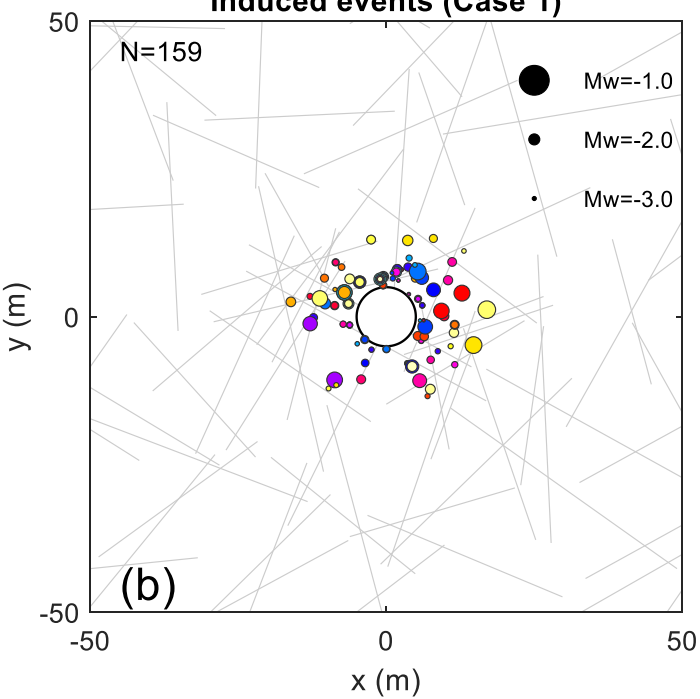 Induced events (Case 1)
50
N=159
Mw=-1.0
Mw=-2.0
Mw=-3.0
y (m)
0
(b)
-50
-50
0
50
x (m)